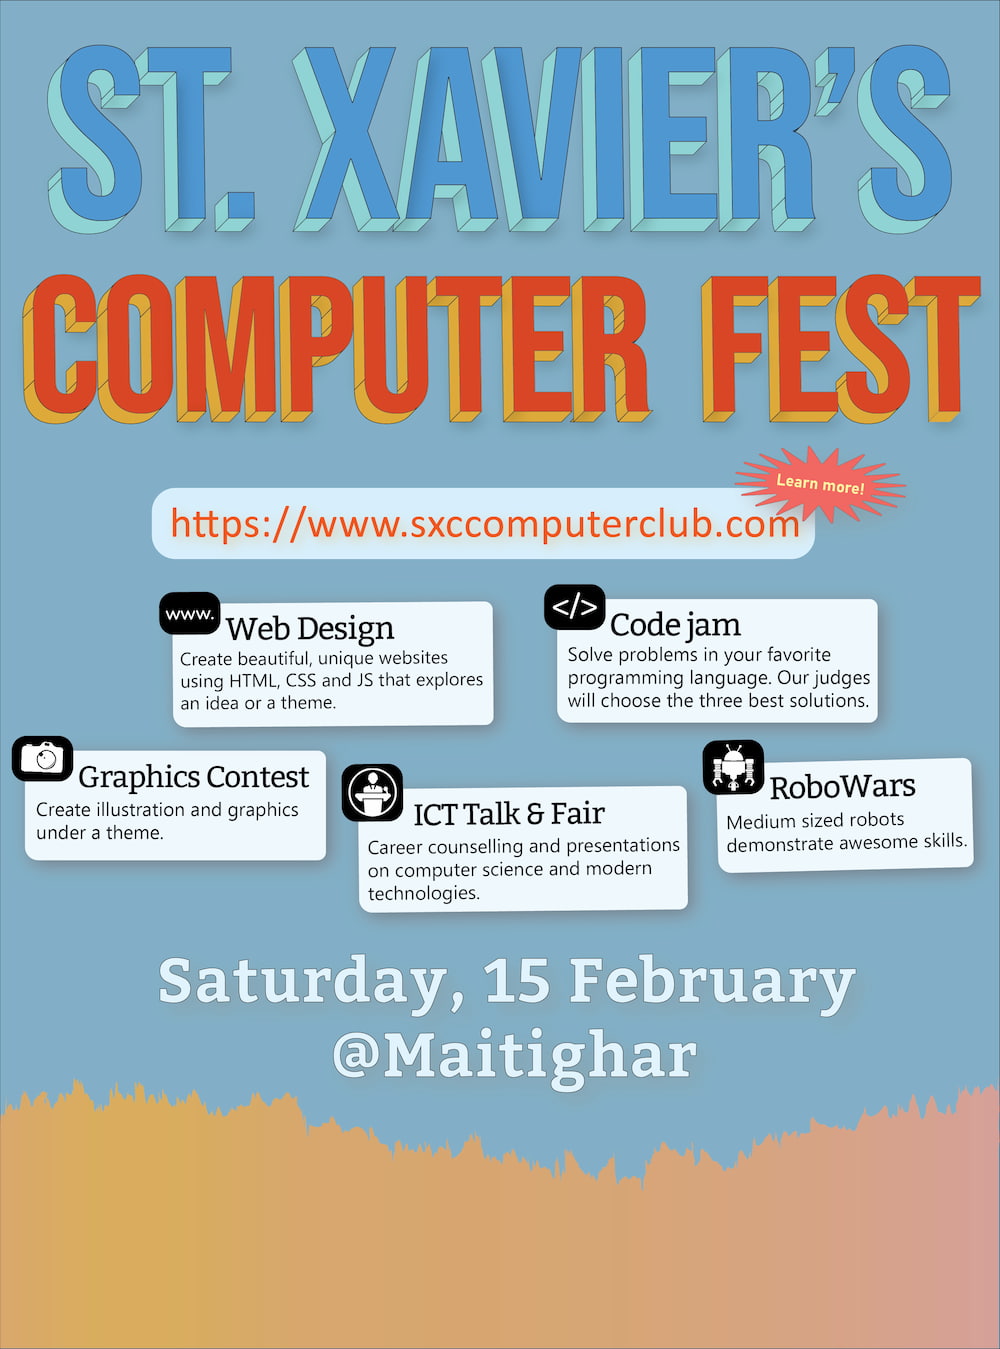 ST. XAVIER'S
COMPUTER FEST
Learn more!
https://www.sxccomputerclub.com
www.
Web Design
Create beautiful, unique websites
using HTML, CSS and JS that explores
an idea or a theme.
</>
Code jam
Solve problems in your favorite
programming language. Our judges
will choose the three best solutions.
Graphics Contest
Create illustration and graphics
under a theme.
ICT Talk & Fair
Career counselling and presentations
on computer science and modern
technologies.
RoboWars
Medium sized robots
demonstrate awesome skills.
Saturday, 15 February
@Maitighar